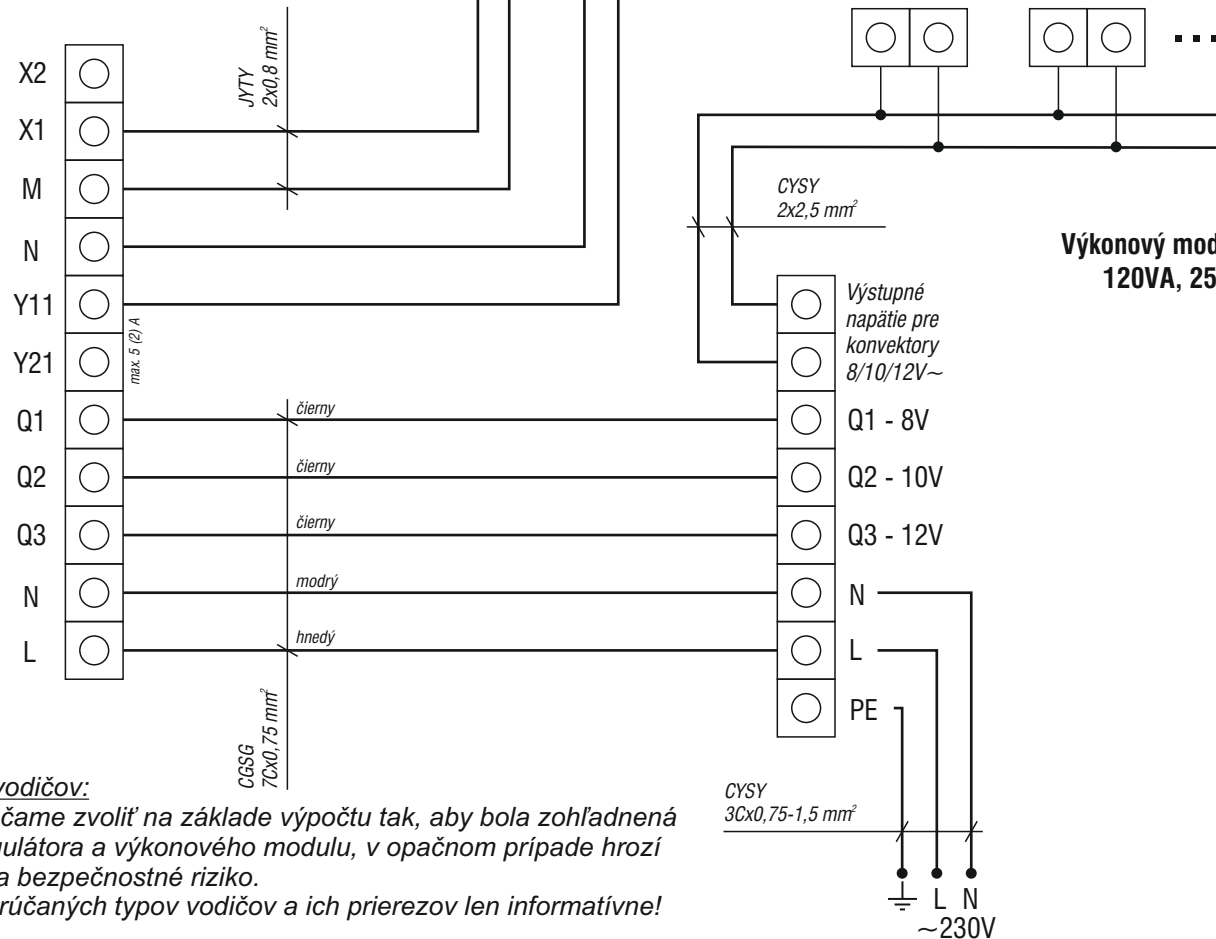 X2
X1
M
N
Y11
Y21
Q1
Q2
Q3
N
L
JYTY
2x0,8 mm²
max. 5 (2) A
čierny
čierny
čierny
modrý
hnedý
CGSG
7Cx0,75 mm²
CYSY
2x2,5 mm²
Výkonový mod
120VA, 25
Výstupné
napätie pre
konvektory
8/10/12V~
Q1 - 8V
Q2 - 10V
Q3 - 12V
N
L
PE
CYSY
3Cx0,75-1,5 mm²
L N
~230V
vodičov:
čame zvoliť na základe výpočtu tak, aby bola zohľadnená
gulátora a výkonového modulu, v opačnom prípade hrozí
a bezpečnostné riziko.
rúčaných typov vodičov a ich prierezov len informatívne!